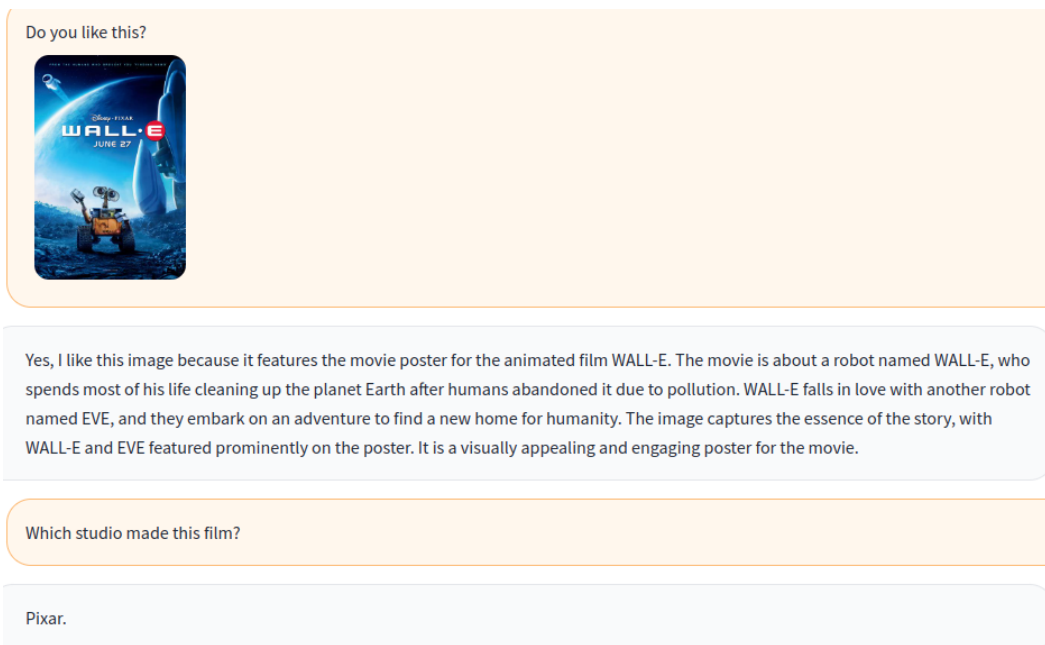 Do you like this?
Disney · PIXAR
WALL·E
JUNE 27
Yes, I like this image because it features the movie poster for the animated film WALL-E. The movie is about a robot named WALL-E, who
spends most of his life cleaning up the planet Earth after humans abandoned it due to pollution. WALL-E falls in love with another robot
named EVE, and they embark on an adventure to find a new home for humanity. The image captures the essence of the story, with
WALL-E and EVE featured prominently on the poster. It is a visually appealing and engaging poster for the movie.
Which studio made this film?
Pixar.